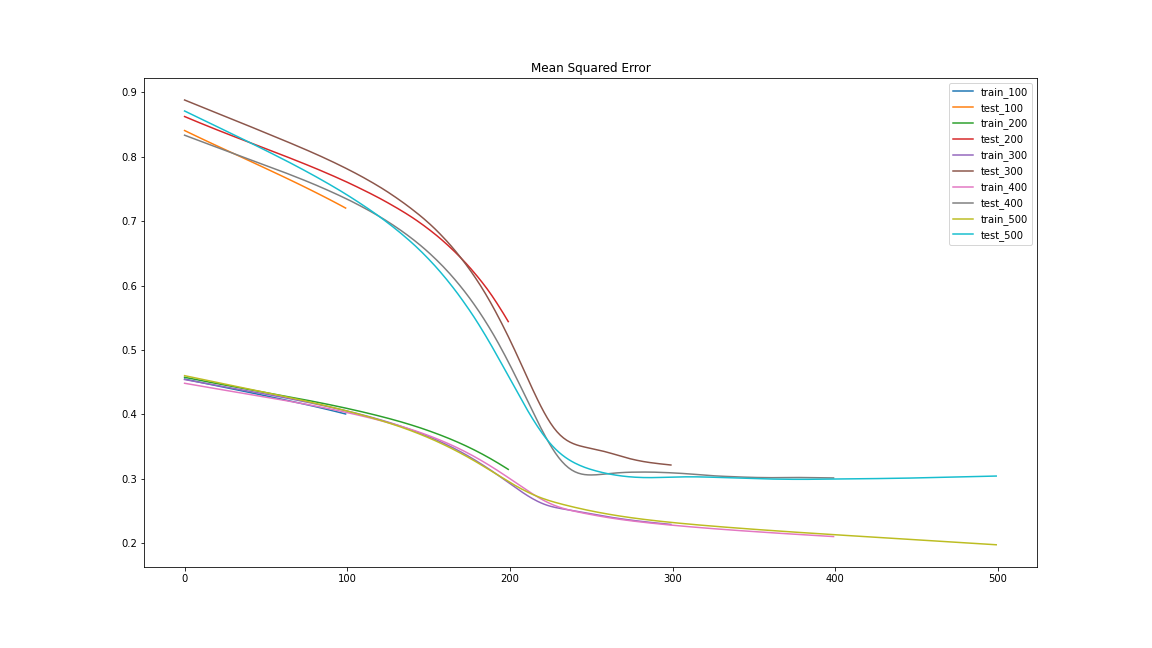 Mean Squared Error
0.9
0.8
0.7
0.6
0.5
0.4
0.3
0.2
0 100 200 300 400 500
train_100
test_100
train_200
test_200
train_300
test_300
train_400
test_400
train_500
test_500